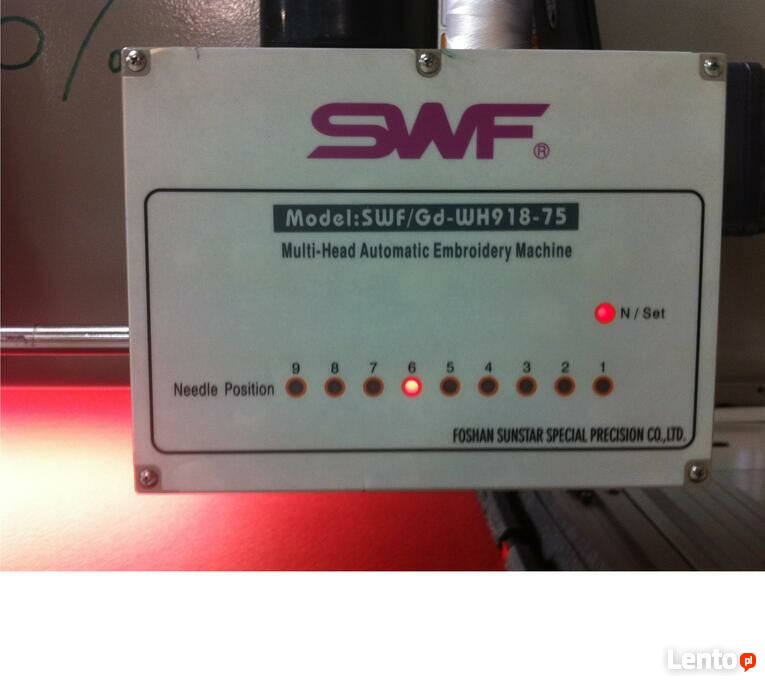 %
SWF®
Model:SWF/Gd-WH918-75
Multi-Head Automatic Embroidery Machine
N / Set
9 8 7 6 5 4 3 2 1
Needle Position
FOSHAN SUNSTAR SPECIAL PRECISION CO.,LTD.
Lento pl